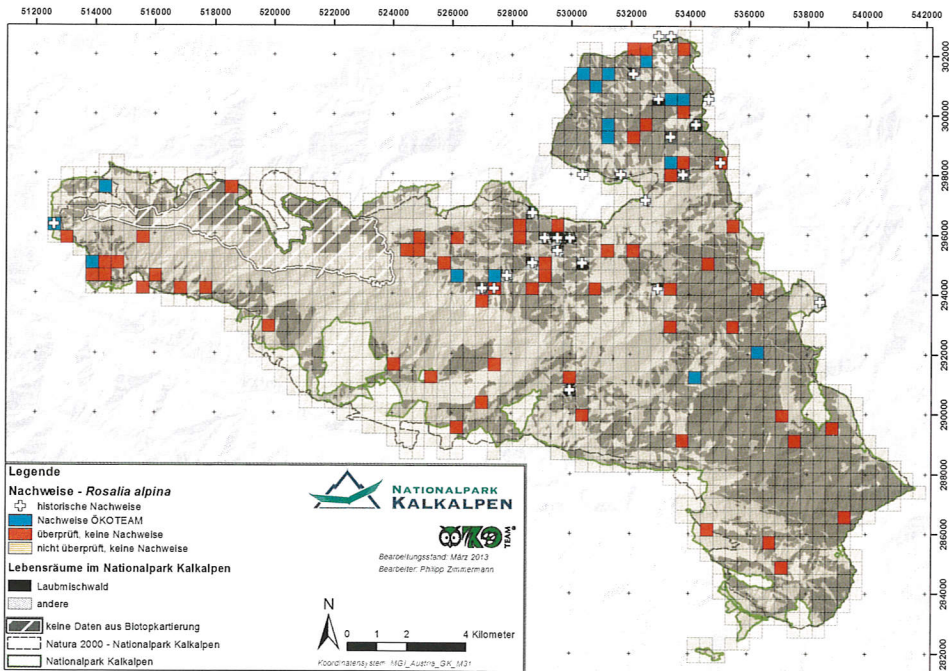 512000 514000 516000 518000 520000 522000 524000 526000 528000 530000 532000 534000 536000 538000 540000 542000
302000
300000
298000
296000
294000
292000
290000
288000
286000
284000
282000
Legende
Nachweise - Rosalia alpina
historische Nachweise
Nachweise ÖKOTEAM
überprüft, keine Nachweise
nicht überprüft, keine Nachweise
Lebensräume im Nationalpark Kalkalpen
Laubmischwald
andere
keine Daten aus Biotopkartierung
Natura 2000 - Nationalpark Kalkalpen
Nationalpark Kalkalpen
NATIONALPARK
KALKALPEN
ÖKO TEAM
Bearbeitungsstand: März 2013
Bearbeiter: Philipp Zimmermann
N
0 1 2 4 Kilometer
Koordinatensystem: MGI_Austria_GK_M31